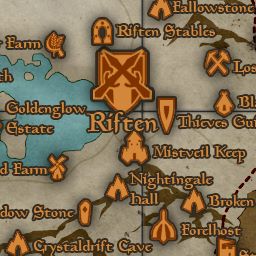 Fallowstone
Riften Stables
Farm
Los
Goldenglow
Estate
Bla
Riften
Thieves Gui
Mistveil Keep
d Farm
Nightingale
Hall
Broken
dow Stone
Forelhost
Crystaldrift Cave